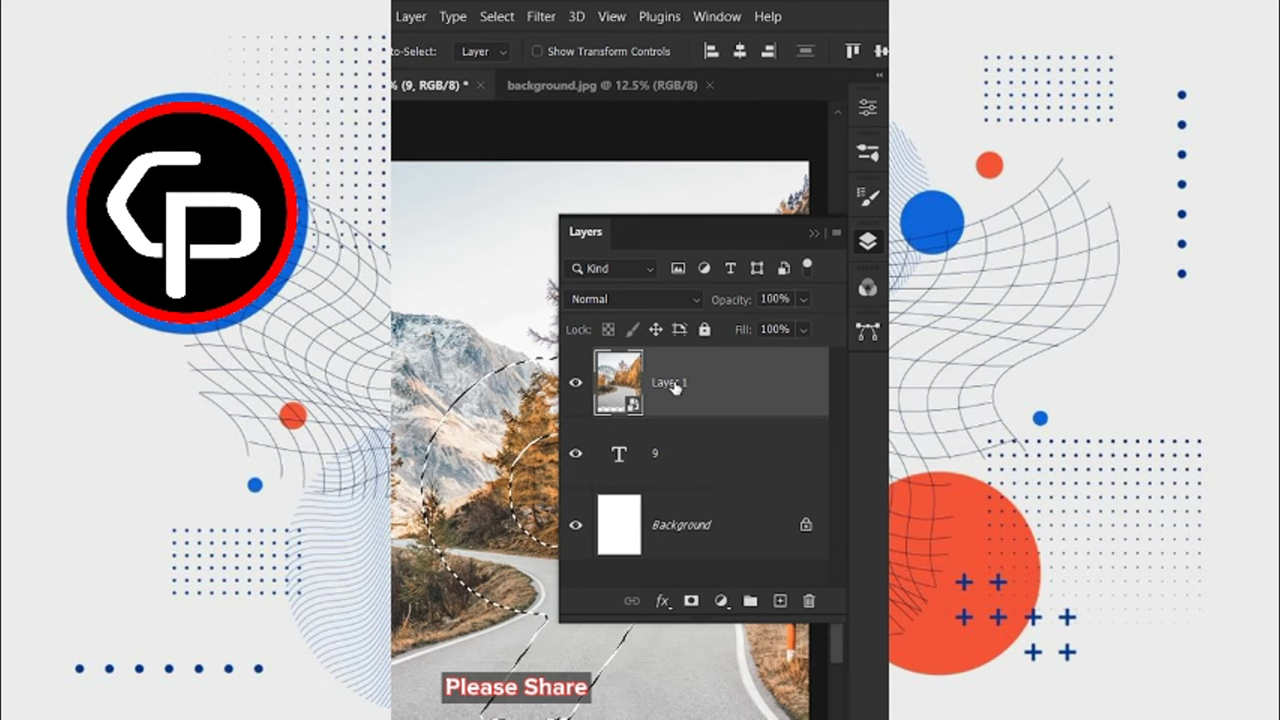 CP
Layer Type Select Filter 3D View Plugins Window Help
to-Select: Layer Show Transform Controls
% (9, RGB/8) * × background.jpg @ 12.5% (RGB/8) ×
Layers
Kind
Normal Opacity: 100%
Lock: Fill: 100%
Layer 1
T 9
Background
fx
Please Share